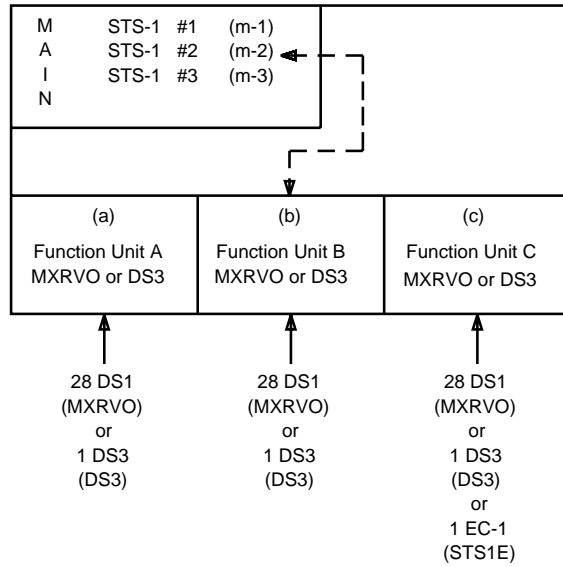 M STS-1 #1 (m-1)
A STS-1 #2 (m-2)
I STS-1 #3 (m-3)
N
(a)
Function Unit A
MXRVO or DS3
(b)
Function Unit B
MXRVO or DS3
(c)
Function Unit C
MXRVO or DS3
28 DS1
(MXRVO)
or
1 DS3
(DS3)
28 DS1
(MXRVO)
or
1 DS3
(DS3)
28 DS1
(MXRVO)
or
1 DS3
(DS3)
or
1 EC-1
(STS1E)